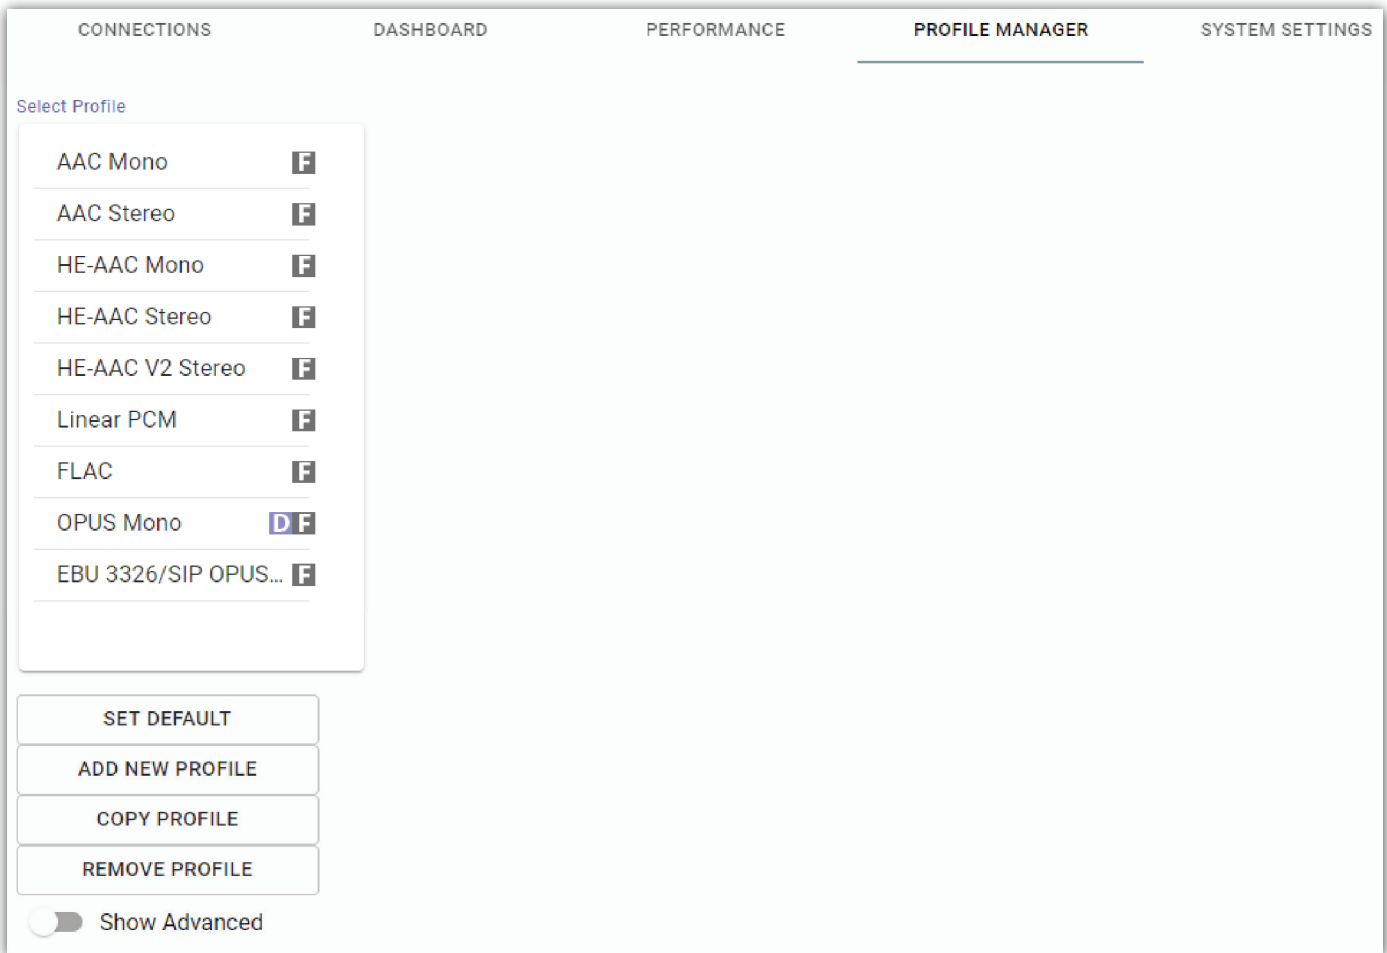 CONNECTIONS DASHBOARD PERFORMANCE PROFILE MANAGER SYSTEM SETTINGS
Select Profile
AAC Mono F
AAC Stereo F
HE-AAC Mono F
HE-AAC Stereo F
HE-AAC V2 Stereo F
Linear PCM F
FLAC F
OPUS Mono D F
EBU 3326/SIP OPUS... F
SET DEFAULT
ADD NEW PROFILE
COPY PROFILE
REMOVE PROFILE
Show Advanced